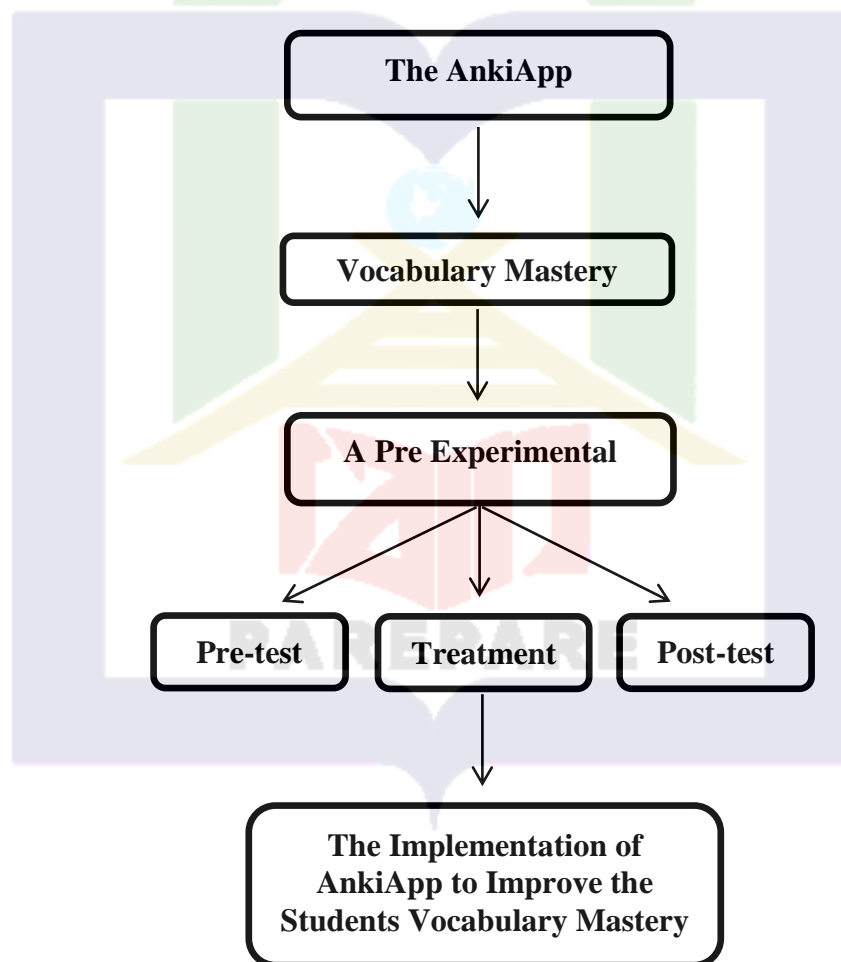 The AnkiApp
Vocabulary Mastery
A Pre Experimental
Pre-test
Treatment
Post-test
PAREPARE
The Implementation of
AnkiApp to Improve the
Students Vocabulary Mastery